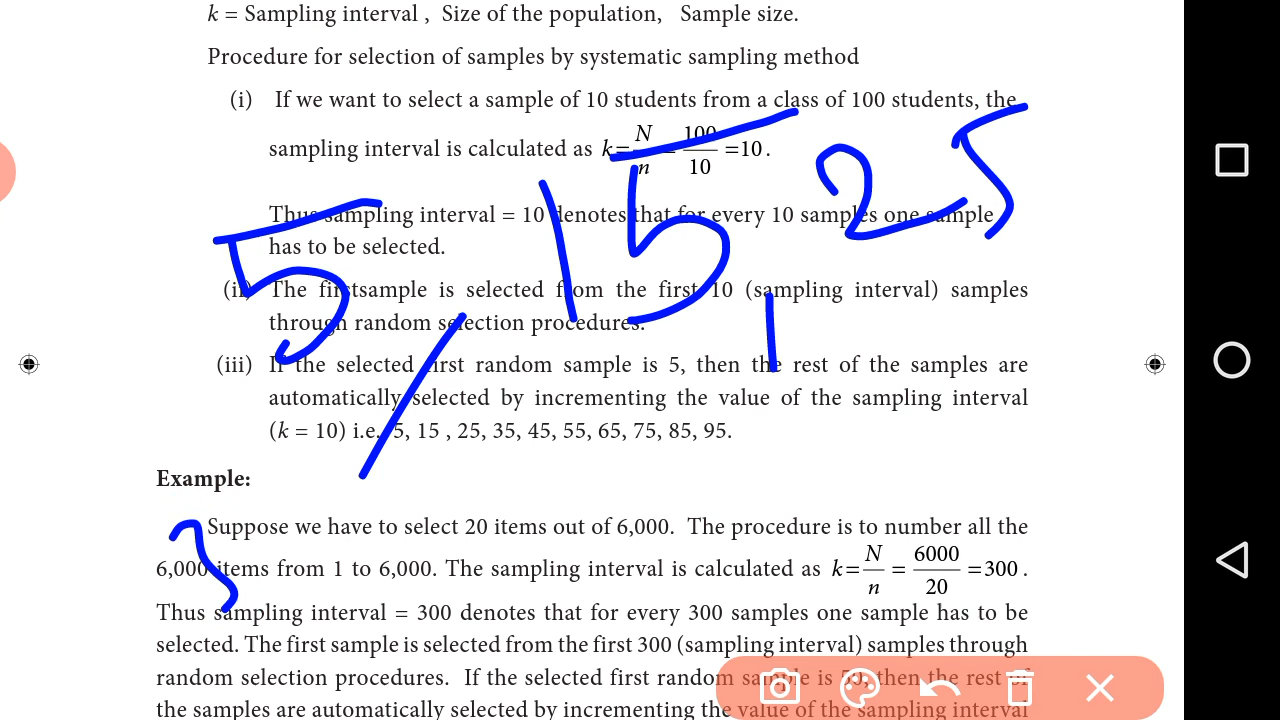 k = Sampling interval , Size of the population, Sample size.
Procedure for selection of samples by systematic sampling method
(i) If we want to select a sample of 10 students from a class of 100 students, the
sampling interval is calculated as k = N/n = 100/10 = 10 .
Thus sampling interval = 10 denotes that for every 10 samples one sample
has to be selected.
(ii) The firstsample is selected from the first 10 (sampling interval) samples
through random selection procedures.
(iii) If the selected first random sample is 5, then the rest of the samples are
automatically selected by incrementing the value of the sampling interval
(k = 10) i.e. 5, 15 , 25, 35, 45, 55, 65, 75, 85, 95.
5, 15, 25
Example:
Suppose we have to select 20 items out of 6,000. The procedure is to number all the
6,000 items from 1 to 6,000. The sampling interval is calculated as k = N/n = 6000/20 = 300 .
Thus sampling interval = 300 denotes that for every 300 samples one sample has to be
selected. The first sample is selected from the first 300 (sampling interval) samples through
random selection procedures. If the selected first random sample is 50, then the rest of
the samples are automatically selected by incrementing the value of the sampling interval